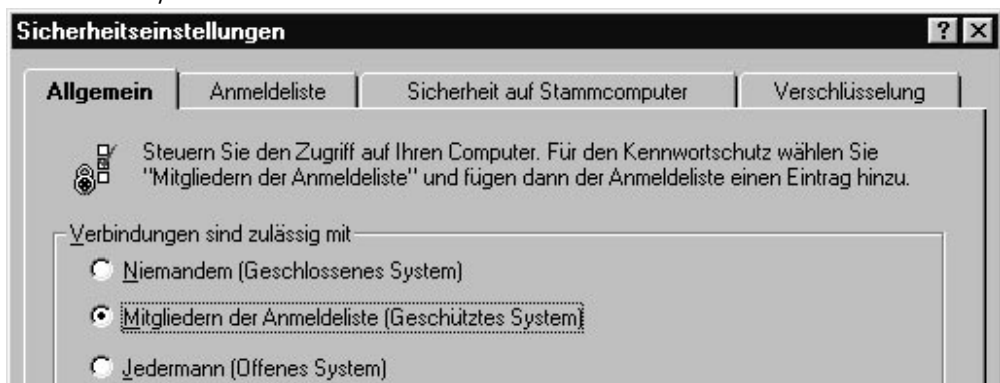 Sicherheitseinstellungen
Allgemein Anmeldeliste Sicherheit auf Stammcomputer Verschlüsselung
Steuern Sie den Zugriff auf Ihren Computer. Für den Kennwortschutz wählen Sie
"Mitgliedern der Anmeldeliste" und fügen dann der Anmeldeliste einen Eintrag hinzu.
Verbindungen sind zulässig mit
Niemandem (Geschlossenes System)
Mitgliedern der Anmeldeliste (Geschütztes System)
Jedermann (Offenes System)